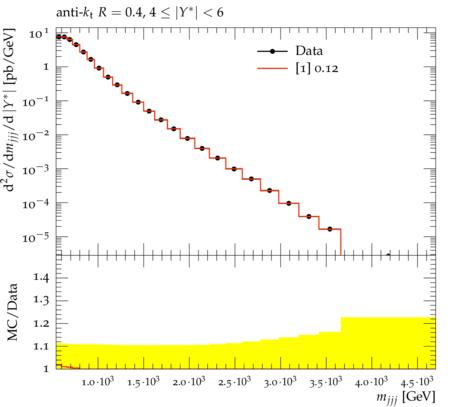 anti-kt R = 0.4, 4 ≤ |Y*| < 6
d²σ/dmjjj/d|Y*| [pb/GeV]
10¹
1
10⁻¹
10⁻²
10⁻³
10⁻⁴
10⁻⁵
Data
[1] 0.12
MC/Data
1.4
1.3
1.2
1.1
1
1.0·10³ 1.5·10³ 2.0·10³ 2.5·10³ 3.0·10³ 3.5·10³ 4.0·10³ 4.5·10³
mjjj [GeV]